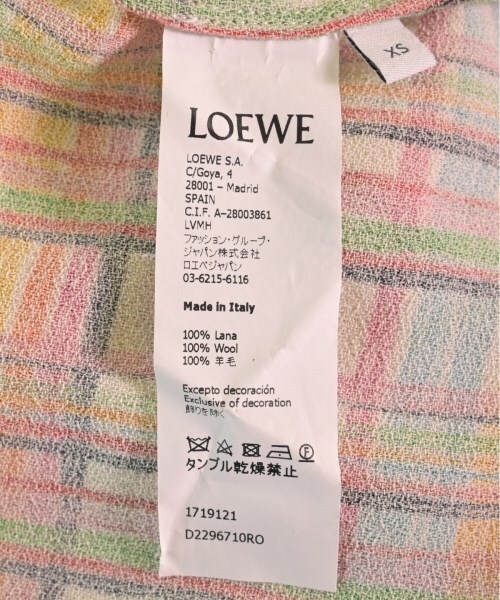 XS
LOEWE
LOEWE S.A.
C/Goya, 4
28001 – Madrid
SPAIN
C.I.F. A–28003861
LVMH
ファッション・グループ・
ジャパン株式会社
ロエベジャパン
03-6215-6116
Made in Italy
100% Lana
100% Wool
100% 羊毛
Excepto decoración
Exclusive of decoration
飾りを除く
F
タンブル乾燥禁止
1719121
D2296710RO